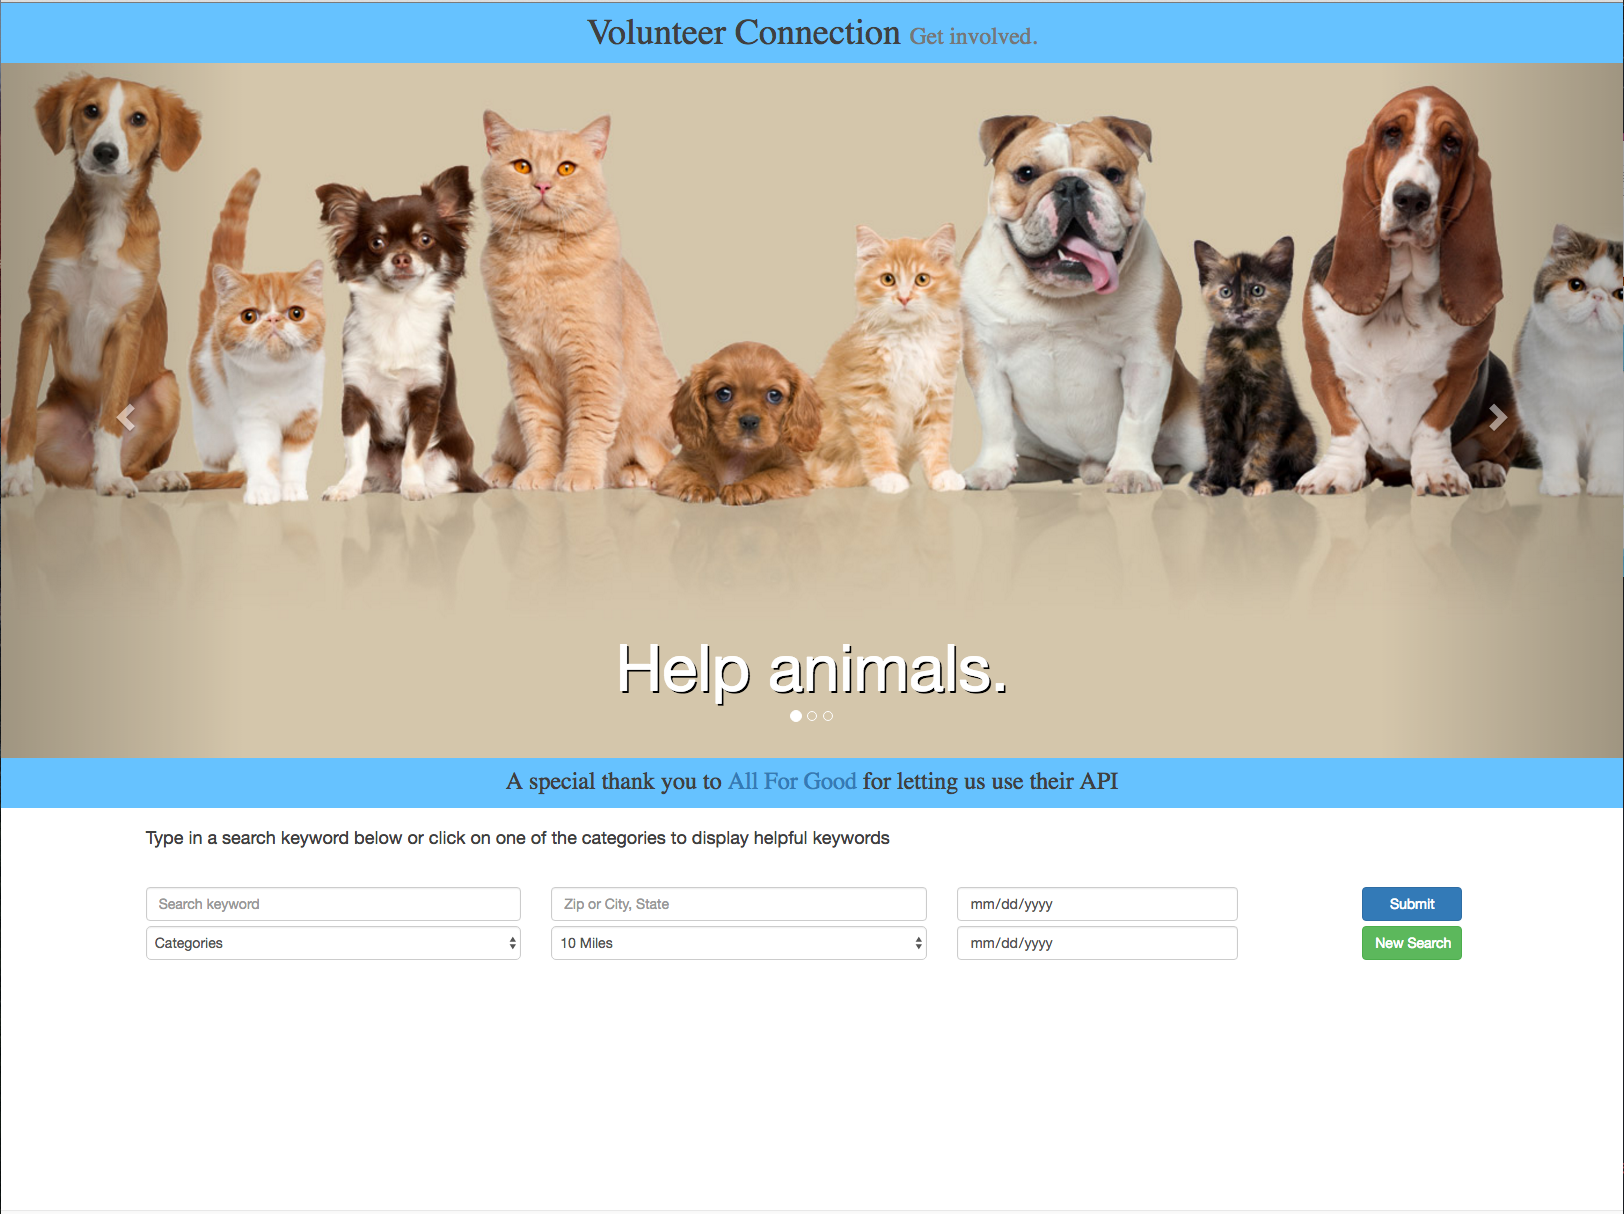 Volunteer Connection Get involved.
Help animals.
A special thank you to All For Good for letting us use their API
Type in a search keyword below or click on one of the categories to display helpful keywords
Search keyword
Zip or City, State
mm/dd/yyyy
Submit
Categories
10 Miles
mm/dd/yyyy
New Search